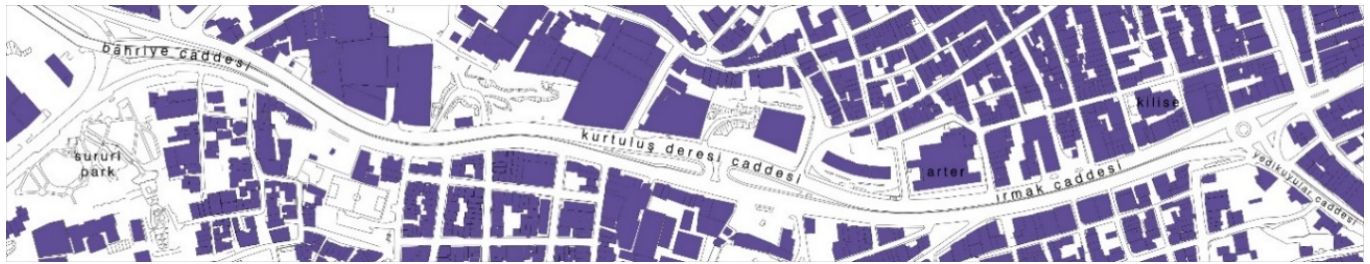 bahriye caddesi
sururi
park
kurtuluş deresi caddesi
arter
ırmak caddesi
kilise
yedikuyular caddesi